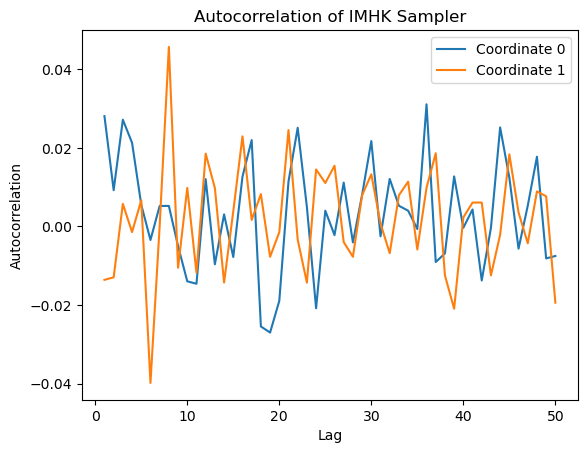 Autocorrelation of IMHK Sampler
Coordinate 0
Coordinate 1
Autocorrelation
0.04
0.02
0.00
−0.02
−0.04
0
10
20
30
40
50
Lag